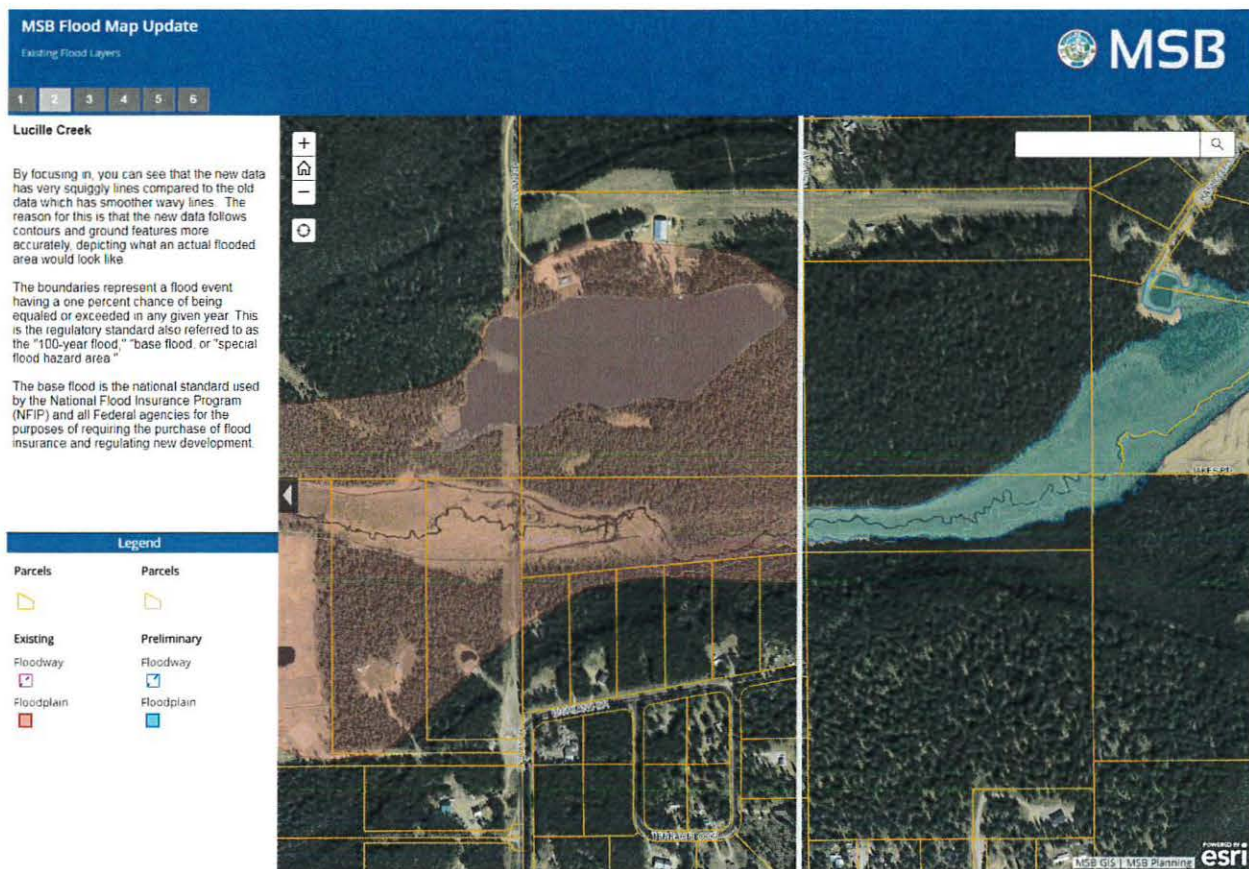 MSB Flood Map Update
Existing Flood Layers
MSB
1 2 3 4 5 6
Lucille Creek
By focusing in, you can see that the new data
has very squiggly lines compared to the old
data which has smoother wavy lines. The
reason for this is that the new data follows
contours and ground features more
accurately, depicting what an actual flooded
area would look like
The boundaries represent a flood event
having a one percent chance of being
equaled or exceeded in any given year. This
is the regulatory standard also referred to as
the "100-year flood," "base flood, or "special
flood hazard area."
The base flood is the national standard used
by the National Flood Insurance Program
(NFIP) and all Federal agencies for the
purposes of requiring the purchase of flood
insurance and regulating new development.
Legend
Parcels Parcels
Existing Preliminary
Floodway Floodway
Floodplain Floodplain
+
−
MSB GIS | MSB Planning
POWERED BY
esri